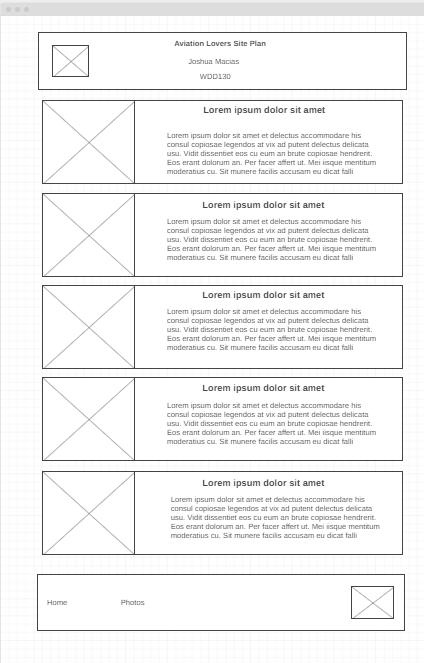 Aviation Lovers Site Plan
Joshua Macias
WDD130
Lorem ipsum dolor sit amet
Lorem ipsum dolor sit amet et delectus accommodare his
consul copiosae legendos at vix ad putent delectus delicata
usu. Vidit dissentiet eos cu eum an brute copiosae hendrerit.
Eos erant dolorum an. Per facer affert ut. Mei iisque mentitum
moderatius cu. Sit munere facilis accusam eu dicat falli
Lorem ipsum dolor sit amet
Lorem ipsum dolor sit amet et delectus accommodare his
consul copiosae legendos at vix ad putent delectus delicata
usu. Vidit dissentiet eos cu eum an brute copiosae hendrerit.
Eos erant dolorum an. Per facer affert ut. Mei iisque mentitum
moderatius cu. Sit munere facilis accusam eu dicat falli
Lorem ipsum dolor sit amet
Lorem ipsum dolor sit amet et delectus accommodare his
consul copiosae legendos at vix ad putent delectus delicata
usu. Vidit dissentiet eos cu eum an brute copiosae hendrerit.
Eos erant dolorum an. Per facer affert ut. Mei iisque mentitum
moderatius cu. Sit munere facilis accusam eu dicat falli
Lorem ipsum dolor sit amet
Lorem ipsum dolor sit amet et delectus accommodare his
consul copiosae legendos at vix ad putent delectus delicata
usu. Vidit dissentiet eos cu eum an brute copiosae hendrerit.
Eos erant dolorum an. Per facer affert ut. Mei iisque mentitum
moderatius cu. Sit munere facilis accusam eu dicat falli
Lorem ipsum dolor sit amet
Lorem ipsum dolor sit amet et delectus accommodare his
consul copiosae legendos at vix ad putent delectus delicata
usu. Vidit dissentiet eos cu eum an brute copiosae hendrerit.
Eos erant dolorum an. Per facer affert ut. Mei iisque mentitum
moderatius cu. Sit munere facilis accusam eu dicat falli
Home Photos